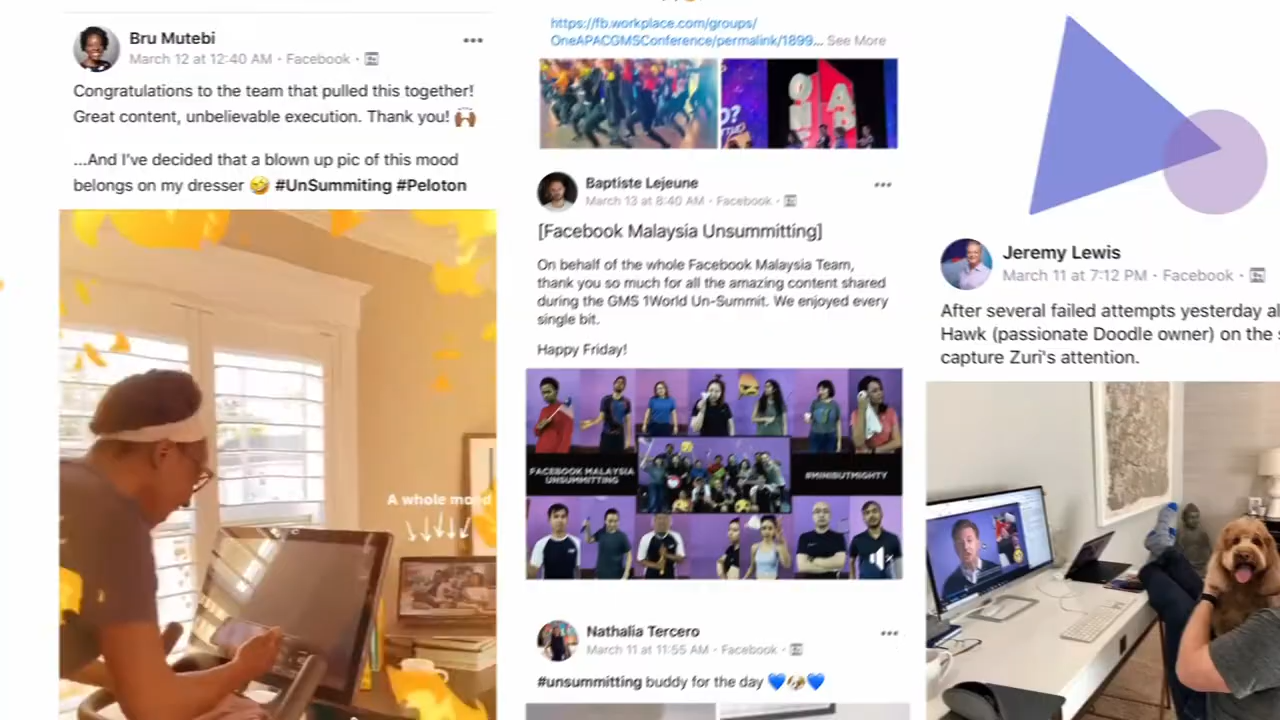 Bru Mutebi
March 12 at 12:40 AM · Facebook ·
Congratulations to the team that pulled this together!
Great content, unbelievable execution. Thank you! 🙌🏾
...And I've decided that a blown up pic of this mood
belongs on my dresser 🤣 #UnSummiting #Peloton
A whole mood
https://fb.workplace.com/groups/
OneAPACGMSConference/permalink/1899... See More
Baptiste Lejeune
March 13 at 8:40 AM · Facebook ·
[Facebook Malaysia Unsummitting]
On behalf of the whole Facebook Malaysia Team,
thank you so much for all the amazing content shared
during the GMS 1World Un-Summit. We enjoyed every
single bit.
Happy Friday!
FACEBOOK MALAYSIA
UNSUMMITTING
#MINIBUTMIGHTY
Nathalia Tercero
March 11 at 11:55 AM · Facebook ·
#unsummitting buddy for the day 💙🐶💙
Jeremy Lewis
March 11 at 7:12 PM · Facebook ·
After several failed attempts yesterday al
Hawk (passionate Doodle owner) on the s
capture Zuri's attention.